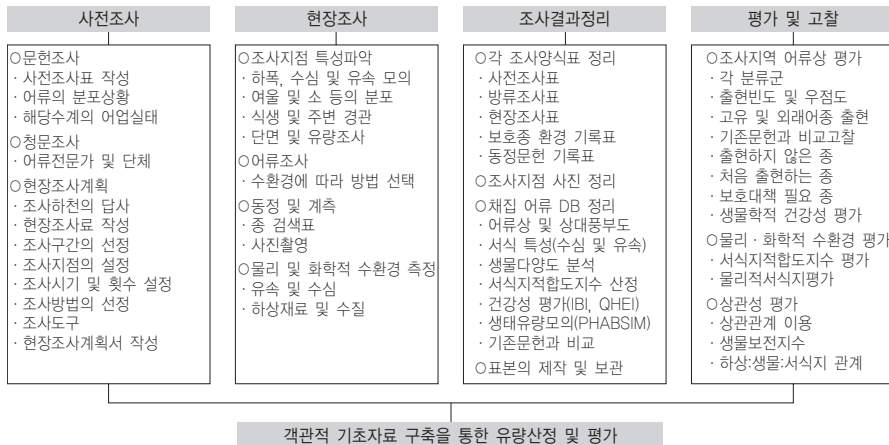 사전조사
○문헌조사
· 사전조사표 작성
· 어류의 분포상황
· 해당수계의 어업실태
○청문조사
· 어류전문가 및 단체
○현장조사계획
· 조사하천의 답사
· 현장조사료 작성
· 조사구간의 선정
· 조사지점의 설정
· 조사시기 및 횟수 설정
· 조사방법의 선정
· 조사도구
· 현장조사계획서 작성
현장조사
○조사지점 특성파악
· 하폭, 수심 및 유속 모의
· 여울 및 소 등의 분포
· 식생 및 주변 경관
· 단면 및 유량조사
○어류조사
· 수환경에 따라 방법 선택
○동정 및 계측
· 종 검색표
· 사진촬영
○물리 및 화학적 수환경 측정
· 유속 및 수심
· 하상재료 및 수질
조사결과정리
○각 조사양식표 정리
· 사전조사표
· 방류조사표
· 현장조사표
· 보호종 환경 기록표
· 동정문헌 기록표
○조사지점 사진 정리
○채집 어류 DB 정리
· 어류상 및 상대풍부도
· 서식 특성(수심 및 유속)
· 생물다양도 분석
· 서식지적합도지수 산정
· 건강성 평가(IBI, QHEI)
· 생태유량모의(PHABSIM)
· 기존문헌과 비교
○표본의 제작 및 보관
평가 및 고찰
○조사지역 어류상 평가
· 각 분류군
· 출현빈도 및 우점도
· 고유 및 외래어종 출현
· 기존문헌과 비교고찰
· 출현하지 않은 종
· 처음 출현하는 종
· 보호대책 필요 종
· 생물학적 건강성 평가
○물리 · 화학적 수환경 평가
· 서식지적합도지수 평가
· 물리적서식지평가
○상관성 평가
· 상관관계 이용
· 생물보전지수
· 하상:생물:서식지 관계
객관적 기초자료 구축을 통한 유량산정 및 평가